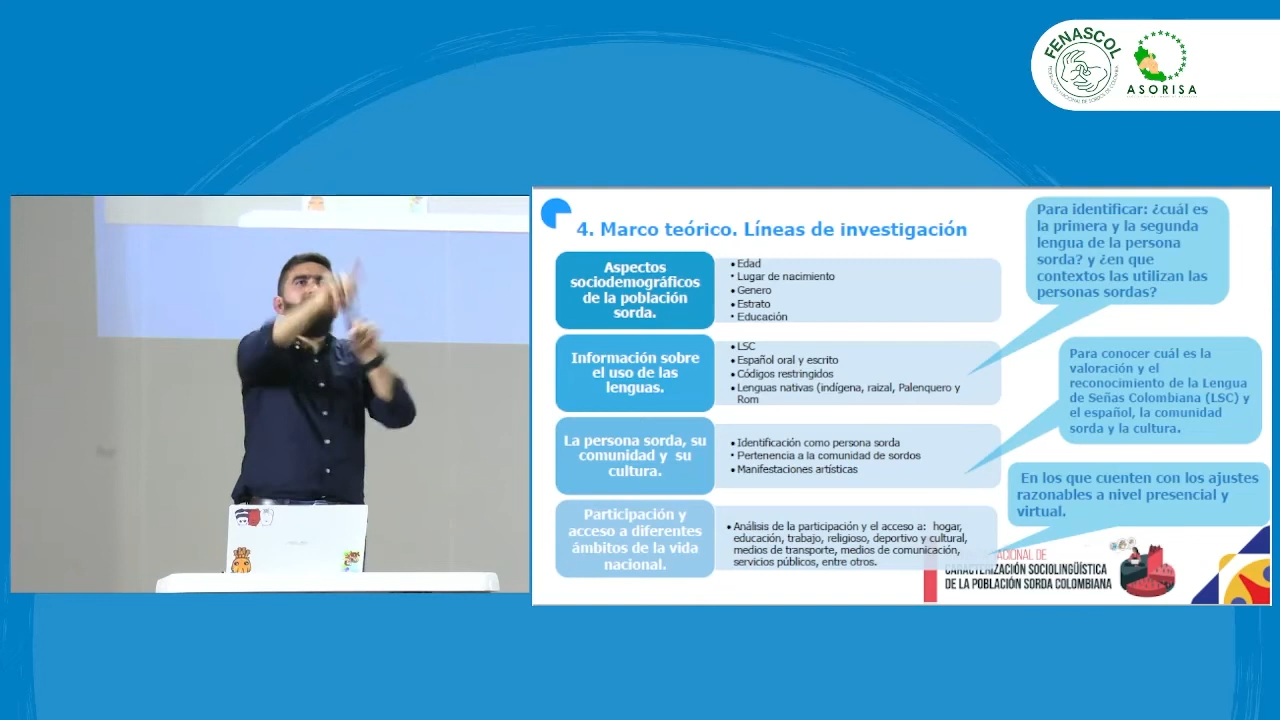 FENASCOL
ASORISA
4. Marco teórico. Líneas de investigación
Aspectos
sociodemográficos
de la población
sorda.
• Edad
• Lugar de nacimiento
• Genero
• Estrato
• Educación
Para identificar: ¿cuál es
la primera y la segunda
lengua de la persona
sorda? y ¿en que
contextos las utilizan las
personas sordas?
Información sobre
el uso de las
lenguas.
• LSC
• Español oral y escrito
• Códigos restringidos
• Lenguas nativas (indígena, raizal, Palenquero y
Rom
Para conocer cuál es la
valoración y el
reconocimiento de la Lengua
de Señas Colombiana (LSC) y
el español, la comunidad
sorda y la cultura.
La persona sorda, su
comunidad y su
cultura.
• Identificación como persona sorda
• Pertenencia a la comunidad de sordos
• Manifestaciones artísticas
En los que cuenten con los ajustes
razonables a nivel presencial y
virtual.
Participación y
acceso a diferentes
ámbitos de la vida
nacional.
• Análisis de la participación y el acceso a: hogar,
educación, trabajo, religioso, deportivo y cultural,
medios de transporte, medios de comunicación,
servicios públicos, entre otros.
ACIONAL DE
CARACTERIZACIÓN SOCIOLINGÜÍSTICA
DE LA POBLACIÓN SORDA COLOMBIANA